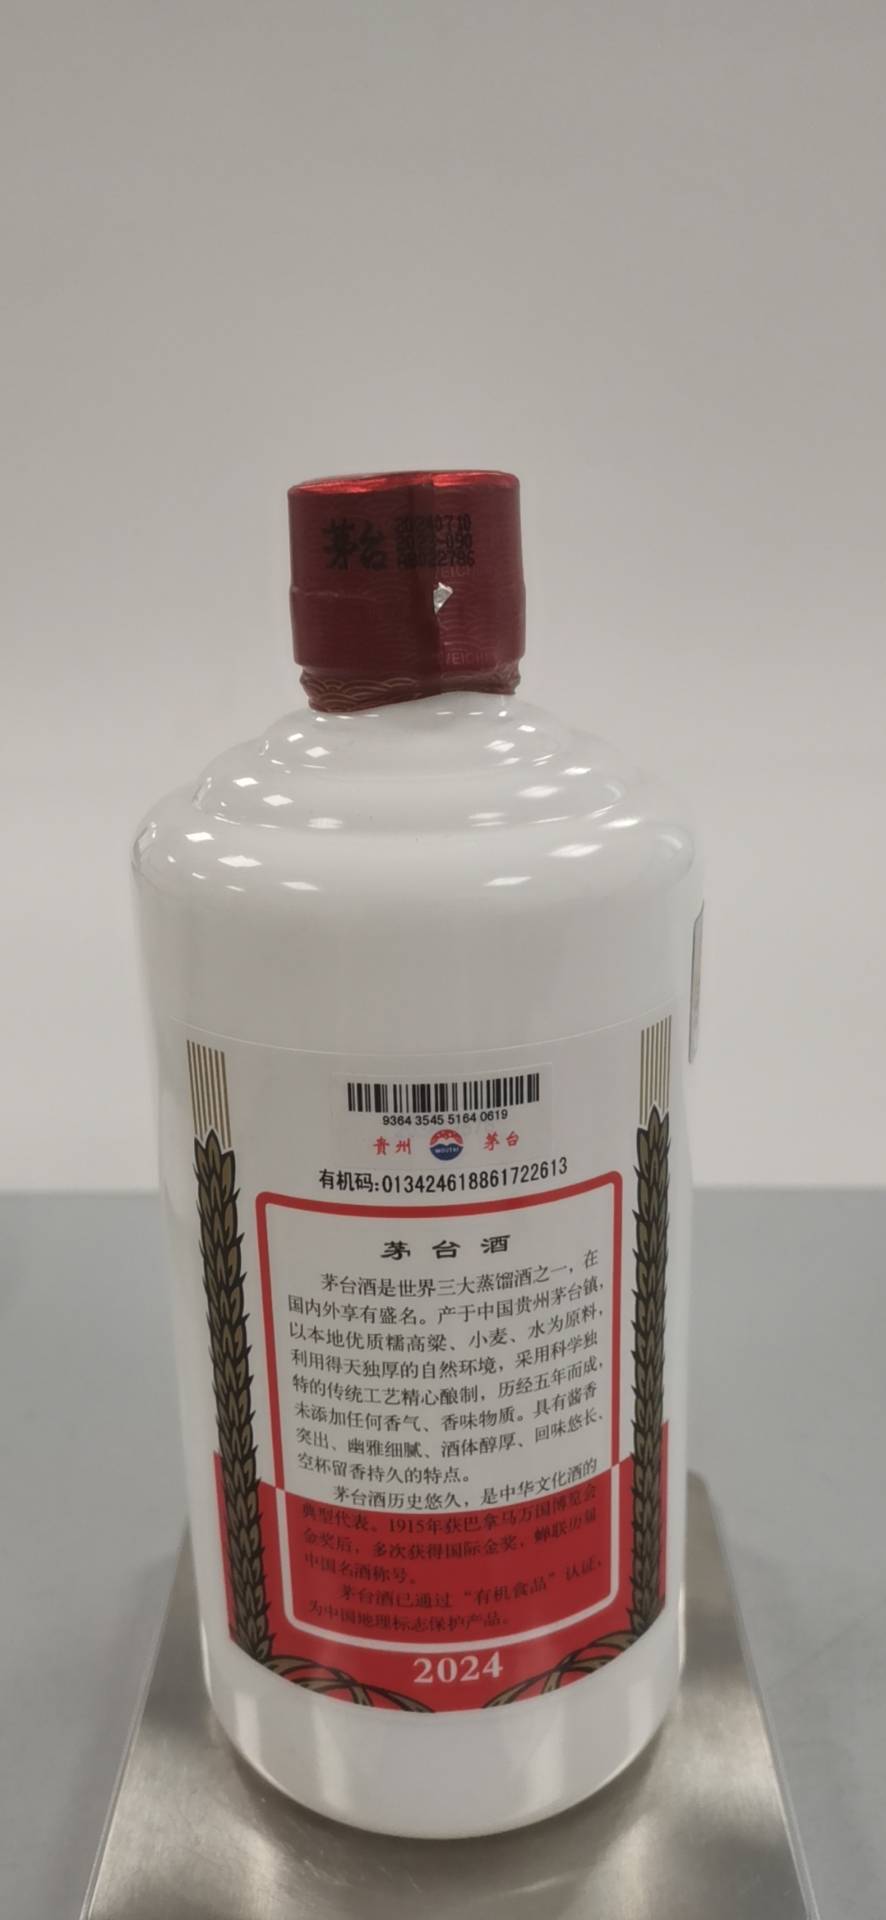 茅台
20240710
2023-090
AB022786
9364 3545 5164 0619
貴州 MOUTAI 茅台
有机码:013424618861722613
茅台酒
茅台酒是世界三大蒸馏酒之一，在
国内外享有盛名。产于中国贵州茅台镇，
以本地优质糯高粱、小麦、水为原料，
利用得天独厚的自然环境，采用科学独
特的传统工艺精心酿制，历经五年而成，
未添加任何香气、香味物质。具有酱香
突出、幽雅细腻、酒体醇厚、回味悠长、
空杯留香持久的特点。
茅台酒历史悠久，是中华文化酒的
典型代表。1915年获巴拿马万国博览会
金奖后，多次获得国际金奖，蝉联历届
中国名酒称号。
茅台酒已通过“有机食品”认证，
为中国地理标志保护产品。
2024